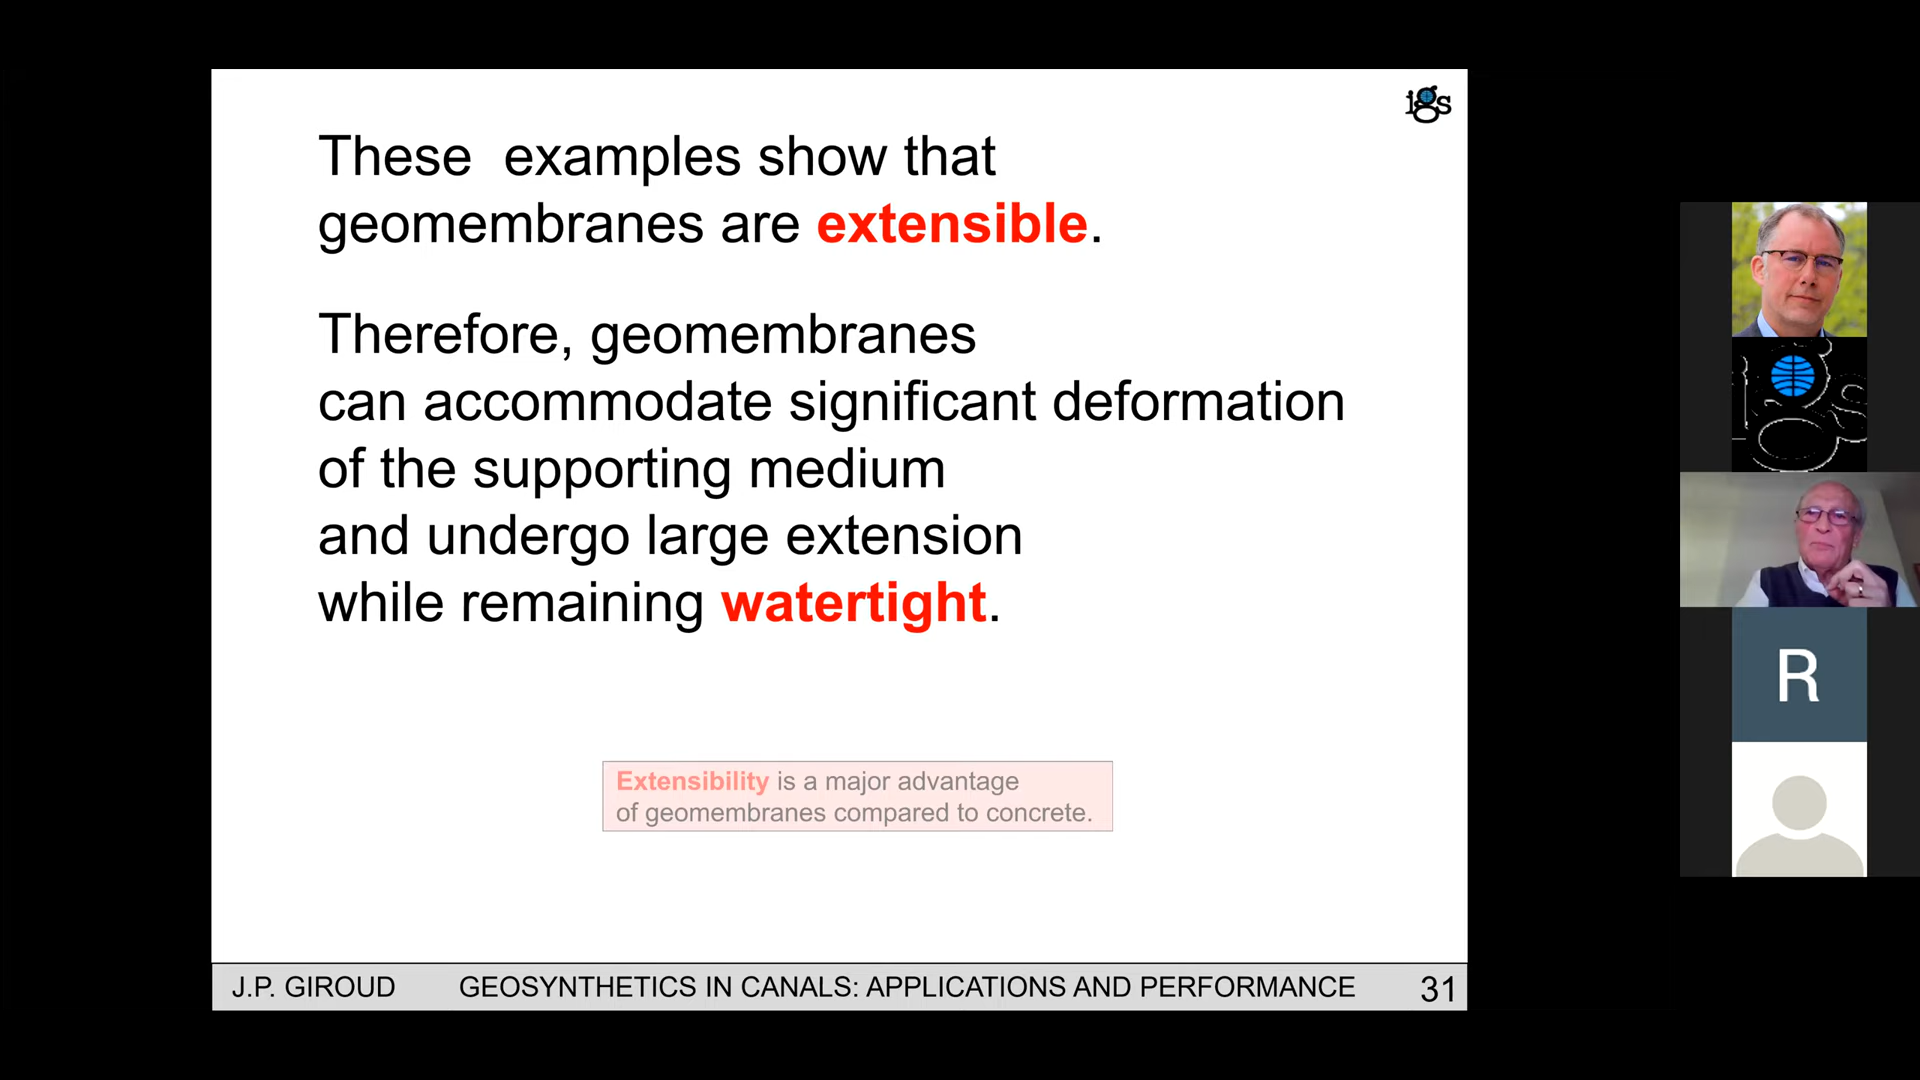 igs
These examples show that
geomembranes are extensible.
Therefore, geomembranes
can accommodate significant deformation
of the supporting medium
and undergo large extension
while remaining watertight.
Extensibility is a major advantage
of geomembranes compared to concrete.
J.P. GIROUD GEOSYNTHETICS IN CANALS: APPLICATIONS AND PERFORMANCE 31
igs
R